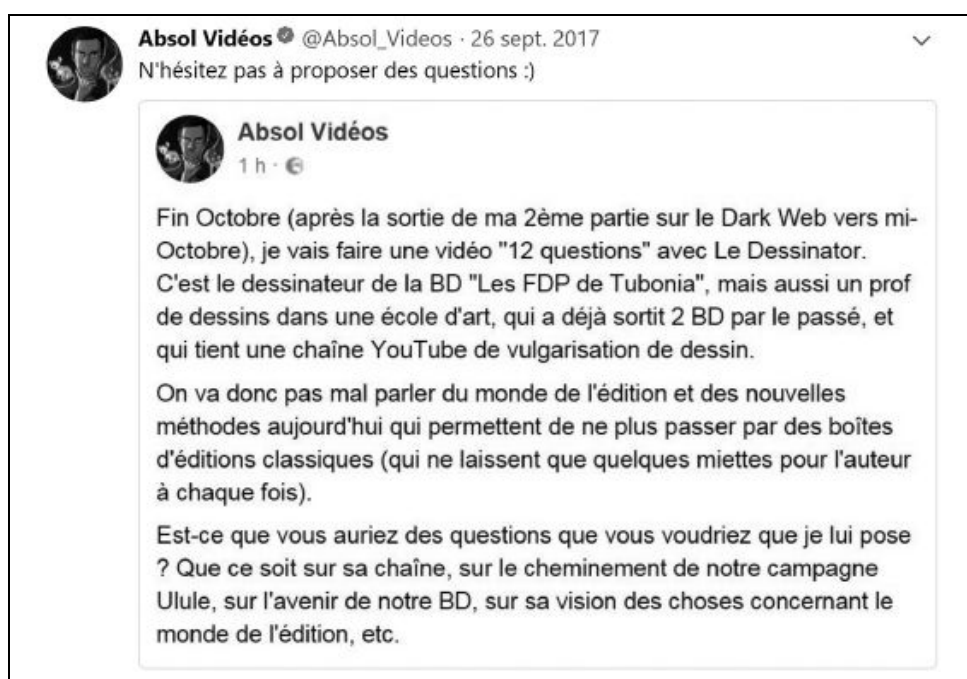 Absol Vidéos @Absol_Videos · 26 sept. 2017
N'hésitez pas à proposer des questions :)
Absol Vidéos
1 h ·
Fin Octobre (après la sortie de ma 2ème partie sur le Dark Web vers mi-
Octobre), je vais faire une vidéo "12 questions" avec Le Dessinator.
C'est le dessinateur de la BD "Les FDP de Tubonia", mais aussi un prof
de dessins dans une école d'art, qui a déjà sortit 2 BD par le passé, et
qui tient une chaîne YouTube de vulgarisation de dessin.
On va donc pas mal parler du monde de l'édition et des nouvelles
méthodes aujourd'hui qui permettent de ne plus passer par des boîtes
d'éditions classiques (qui ne laissent que quelques miettes pour l'auteur
à chaque fois).
Est-ce que vous auriez des questions que vous voudriez que je lui pose
? Que ce soit sur sa chaîne, sur le cheminement de notre campagne
Ulule, sur l'avenir de notre BD, sur sa vision des choses concernant le
monde de l'édition, etc.